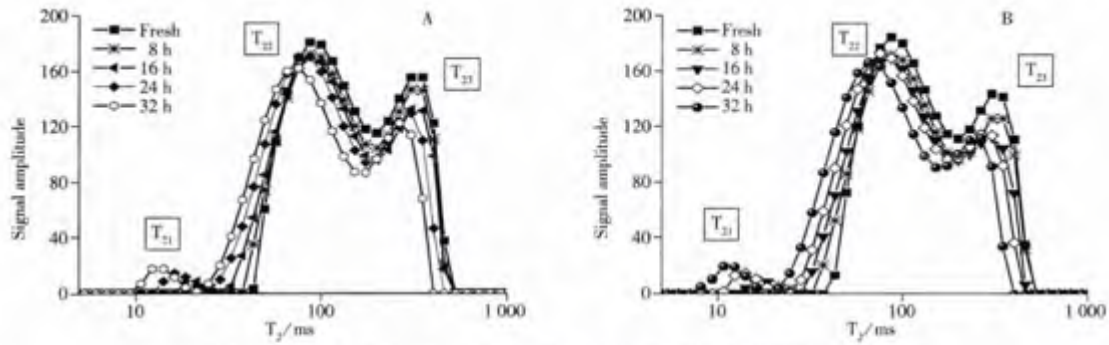 A
200
160
120
80
40
0
Signal amplitude
Fresh
8 h
16 h
24 h
32 h
T22
T23
T21
10
100
1 000
T2/ms
B
200
160
120
80
40
0
Signal amplitude
Fresh
8 h
16 h
24 h
32 h
T22
T23
T21
10
100
1 000
T2/ms